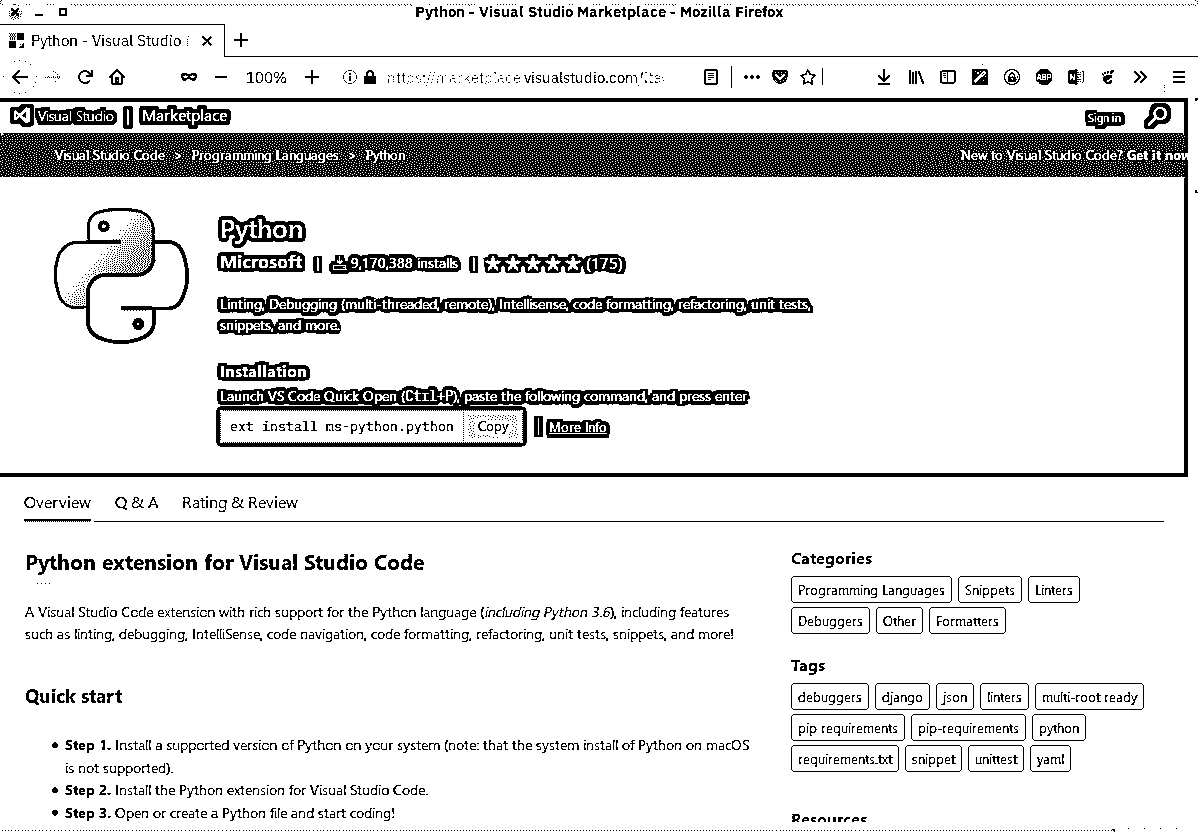 Python - Visual Studio Marketplace - Mozilla Firefox
Python - Visual Studio
100%
https://marketplace.visualstudio.com/ite
ABP
Visual Studio | Marketplace
Sign in
Visual Studio Code > Programming Languages > Python
New to Visual Studio Code? Get it now
Python
Microsoft | 9,170,388 installs | ★★★★★ (175)
Linting, Debugging (multi-threaded, remote), Intellisense, code formatting, refactoring, unit tests,
snippets, and more.
Installation
Launch VS Code Quick Open (Ctrl+P), paste the following command, and press enter.
ext install ms-python.python Copy | More Info
Overview Q & A Rating & Review
Python extension for Visual Studio Code
A Visual Studio Code extension with rich support for the Python language (including Python 3.6), including features
such as linting, debugging, IntelliSense, code navigation, code formatting, refactoring, unit tests, snippets, and more!
Quick start
• Step 1. Install a supported version of Python on your system (note: that the system install of Python on macOS
is not supported).
• Step 2. Install the Python extension for Visual Studio Code.
• Step 3. Open or create a Python file and start coding!
Categories
Programming Languages Snippets Linters
Debuggers Other Formatters
Tags
debuggers django json linters multi-root ready
pip requirements pip-requirements python
requirements.txt snippet unittest yaml
Resources